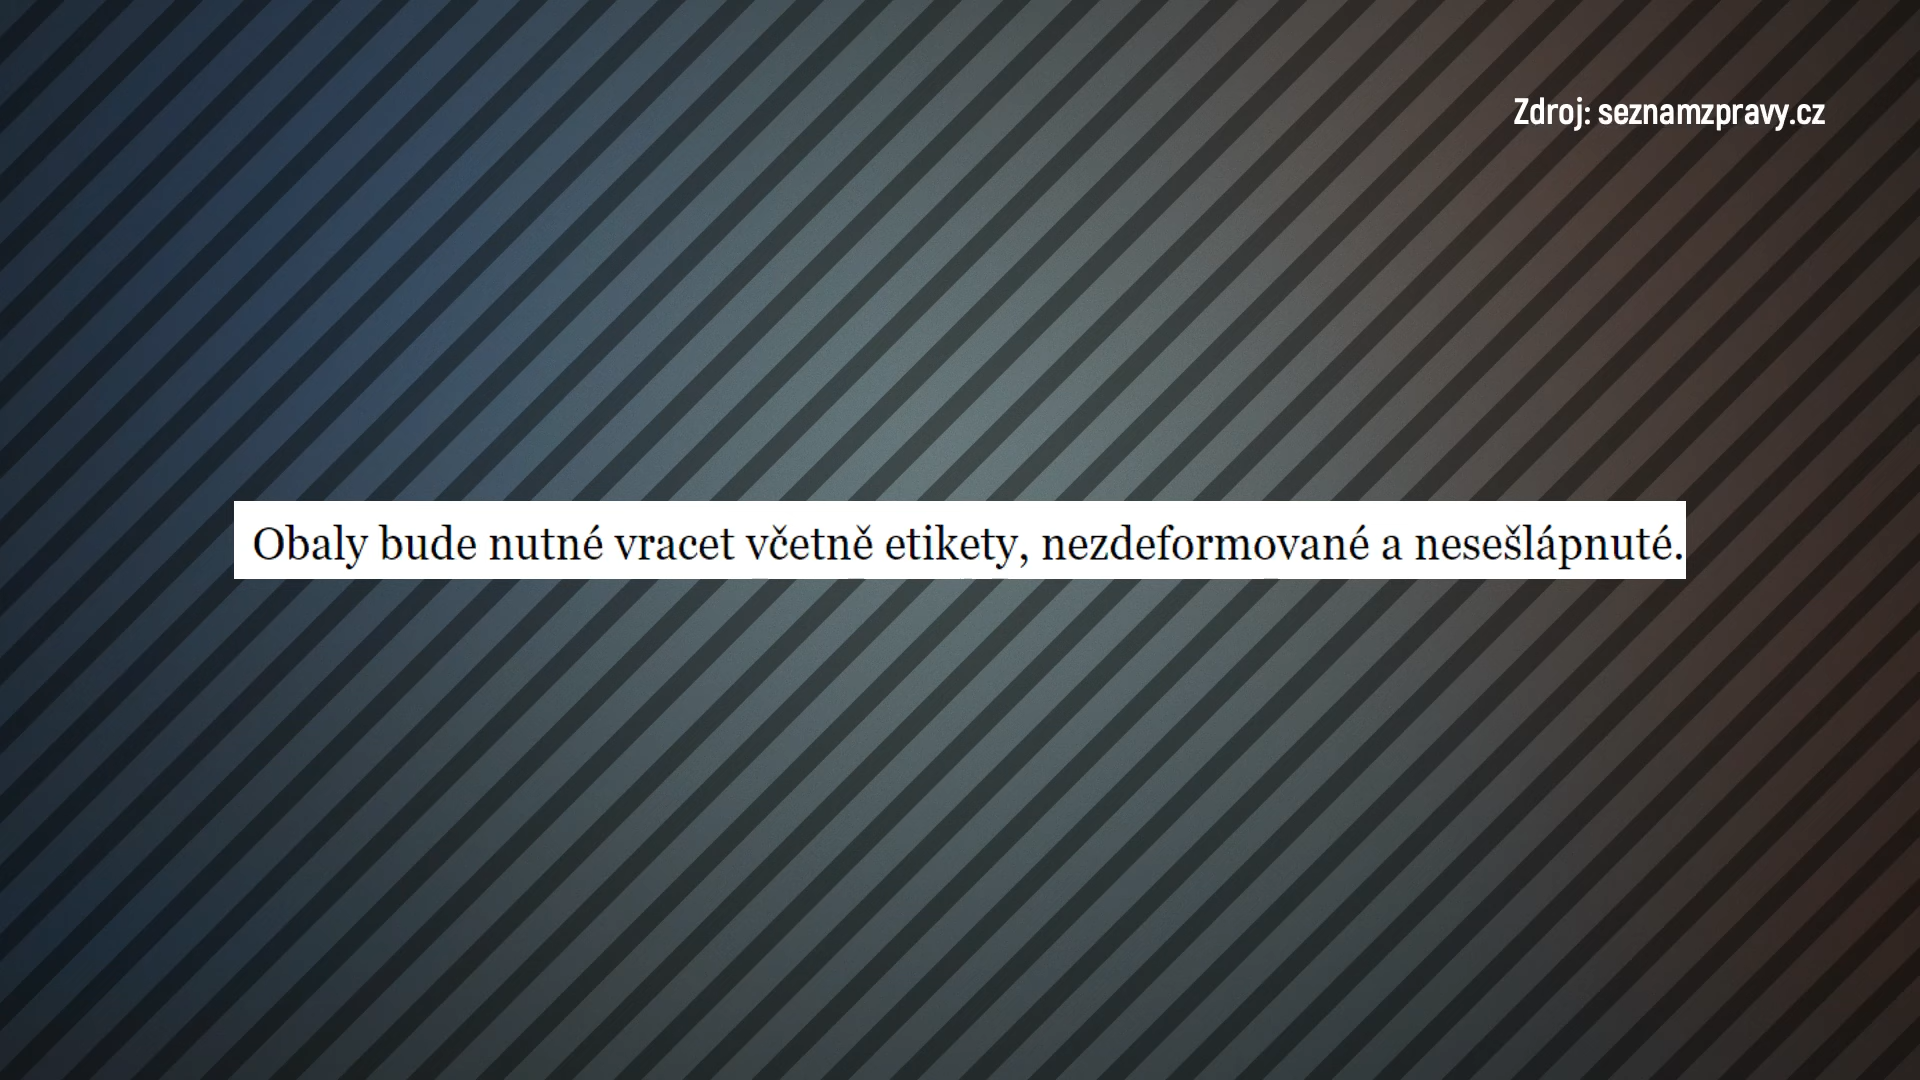 Zdroj: seznamzpravy.cz
Obaly bude nutné vracet včetně etikety, nezdeformované a nesešlápnuté.